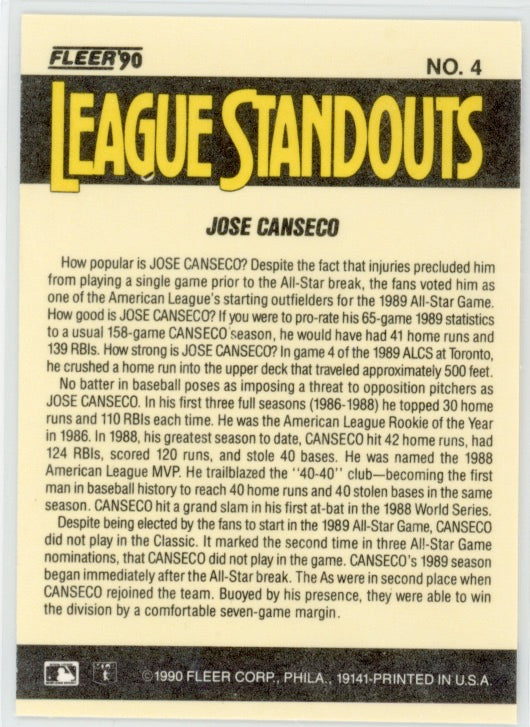 FLEER '90
NO. 4
LEAGUE STANDOUTS
JOSE CANSECO
How popular is JOSE CANSECO? Despite the fact that injuries precluded him
from playing a single game prior to the All-Star break, the fans voted him as
one of the American League's starting outfielders for the 1989 All-Star Game.
How good is JOSE CANSECO? If you were to pro-rate his 65-game 1989 statistics
to a usual 158-game CANSECO season, he would have had 41 home runs and
139 RBIs. How strong is JOSE CANSECO? In game 4 of the 1989 ALCS at Toronto,
he crushed a home run into the upper deck that traveled approximately 500 feet.
No batter in baseball poses as imposing a threat to opposition pitchers as
JOSE CANSECO. In his first three full seasons (1986-1988) he topped 30 home
runs and 110 RBIs each time. He was the American League Rookie of the Year
in 1986. In 1988, his greatest season to date, CANSECO hit 42 home runs, had
124 RBIs, scored 120 runs, and stole 40 bases. He was named the 1988
American League MVP. He trailblazed the "40-40" club—becoming the first
man in baseball history to reach 40 home runs and 40 stolen bases in the same
season. CANSECO hit a grand slam in his first at-bat in the 1988 World Series.
Despite being elected by the fans to start in the 1989 All-Star Game, CANSECO
did not play in the Classic. It marked the second time in three All-Star Game
nominations, that CANSECO did not play in the game. CANSECO's 1989 season
began immediately after the All-Star break. The As were in second place when
CANSECO rejoined the team. Buoyed by his presence, they were able to win
the division by a comfortable seven-game margin.
©1990 FLEER CORP., PHILA., 19141-PRINTED IN U.S.A.